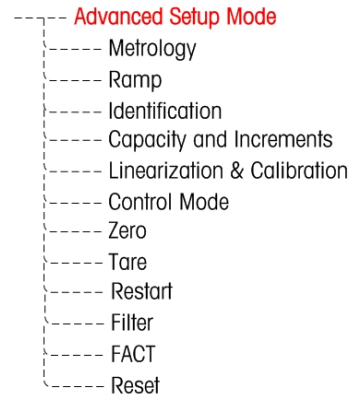 Advanced Setup Mode
Metrology
Ramp
Identification
Capacity and Increments
Linearization & Calibration
Control Mode
Zero
Tare
Restart
Filter
FACT
Reset